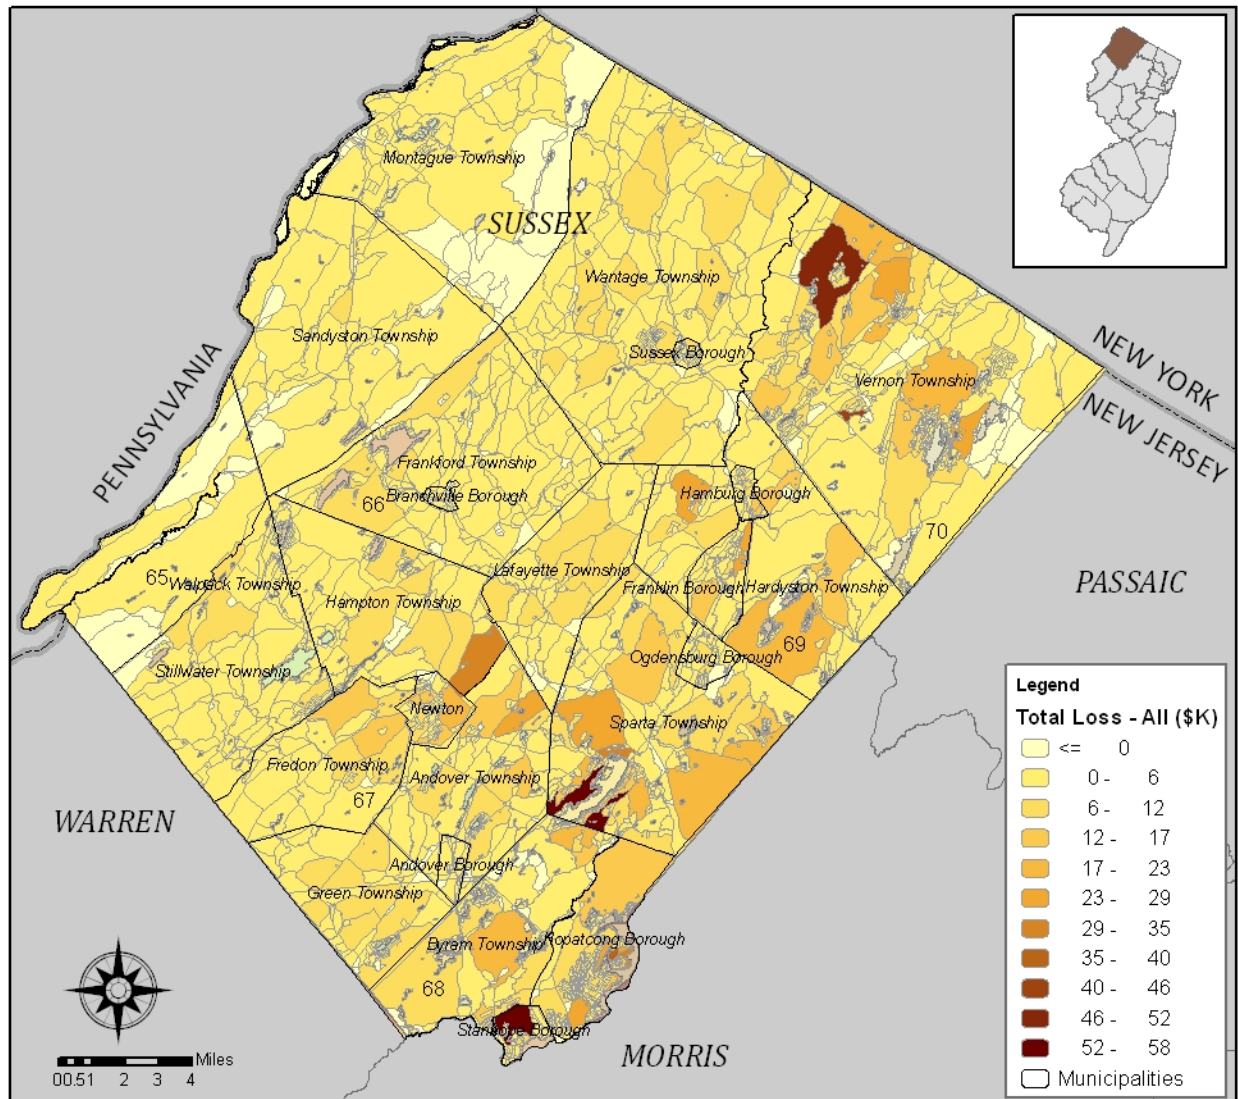 Montague Township
SUSSEX
Wantage Township
Sandyston Township
Sussex Borough
NEW YORK
PENNSYLVANIA
Vernon Township
NEW JERSEY
Frankford Township
Hamburg Borough
66
Branchville Borough
70
65
Walpack Township
Lafayette Township
Franklin Borough
Hardyston Township
PASSAIC
Hampton Township
69
Stillwater Township
Ogdensburg Borough
Newton
Sparta Township
Fredon Township
Andover Township
67
WARREN
Andover Borough
Green Township
Byram Township
Hopatcong Borough
68
Stanhope Borough
MORRIS
Miles
00.51 2 3 4
Legend
Total Loss - All ($K)
<= 0
0 - 6
6 - 12
12 - 17
17 - 23
23 - 29
29 - 35
35 - 40
40 - 46
46 - 52
52 - 58
Municipalities